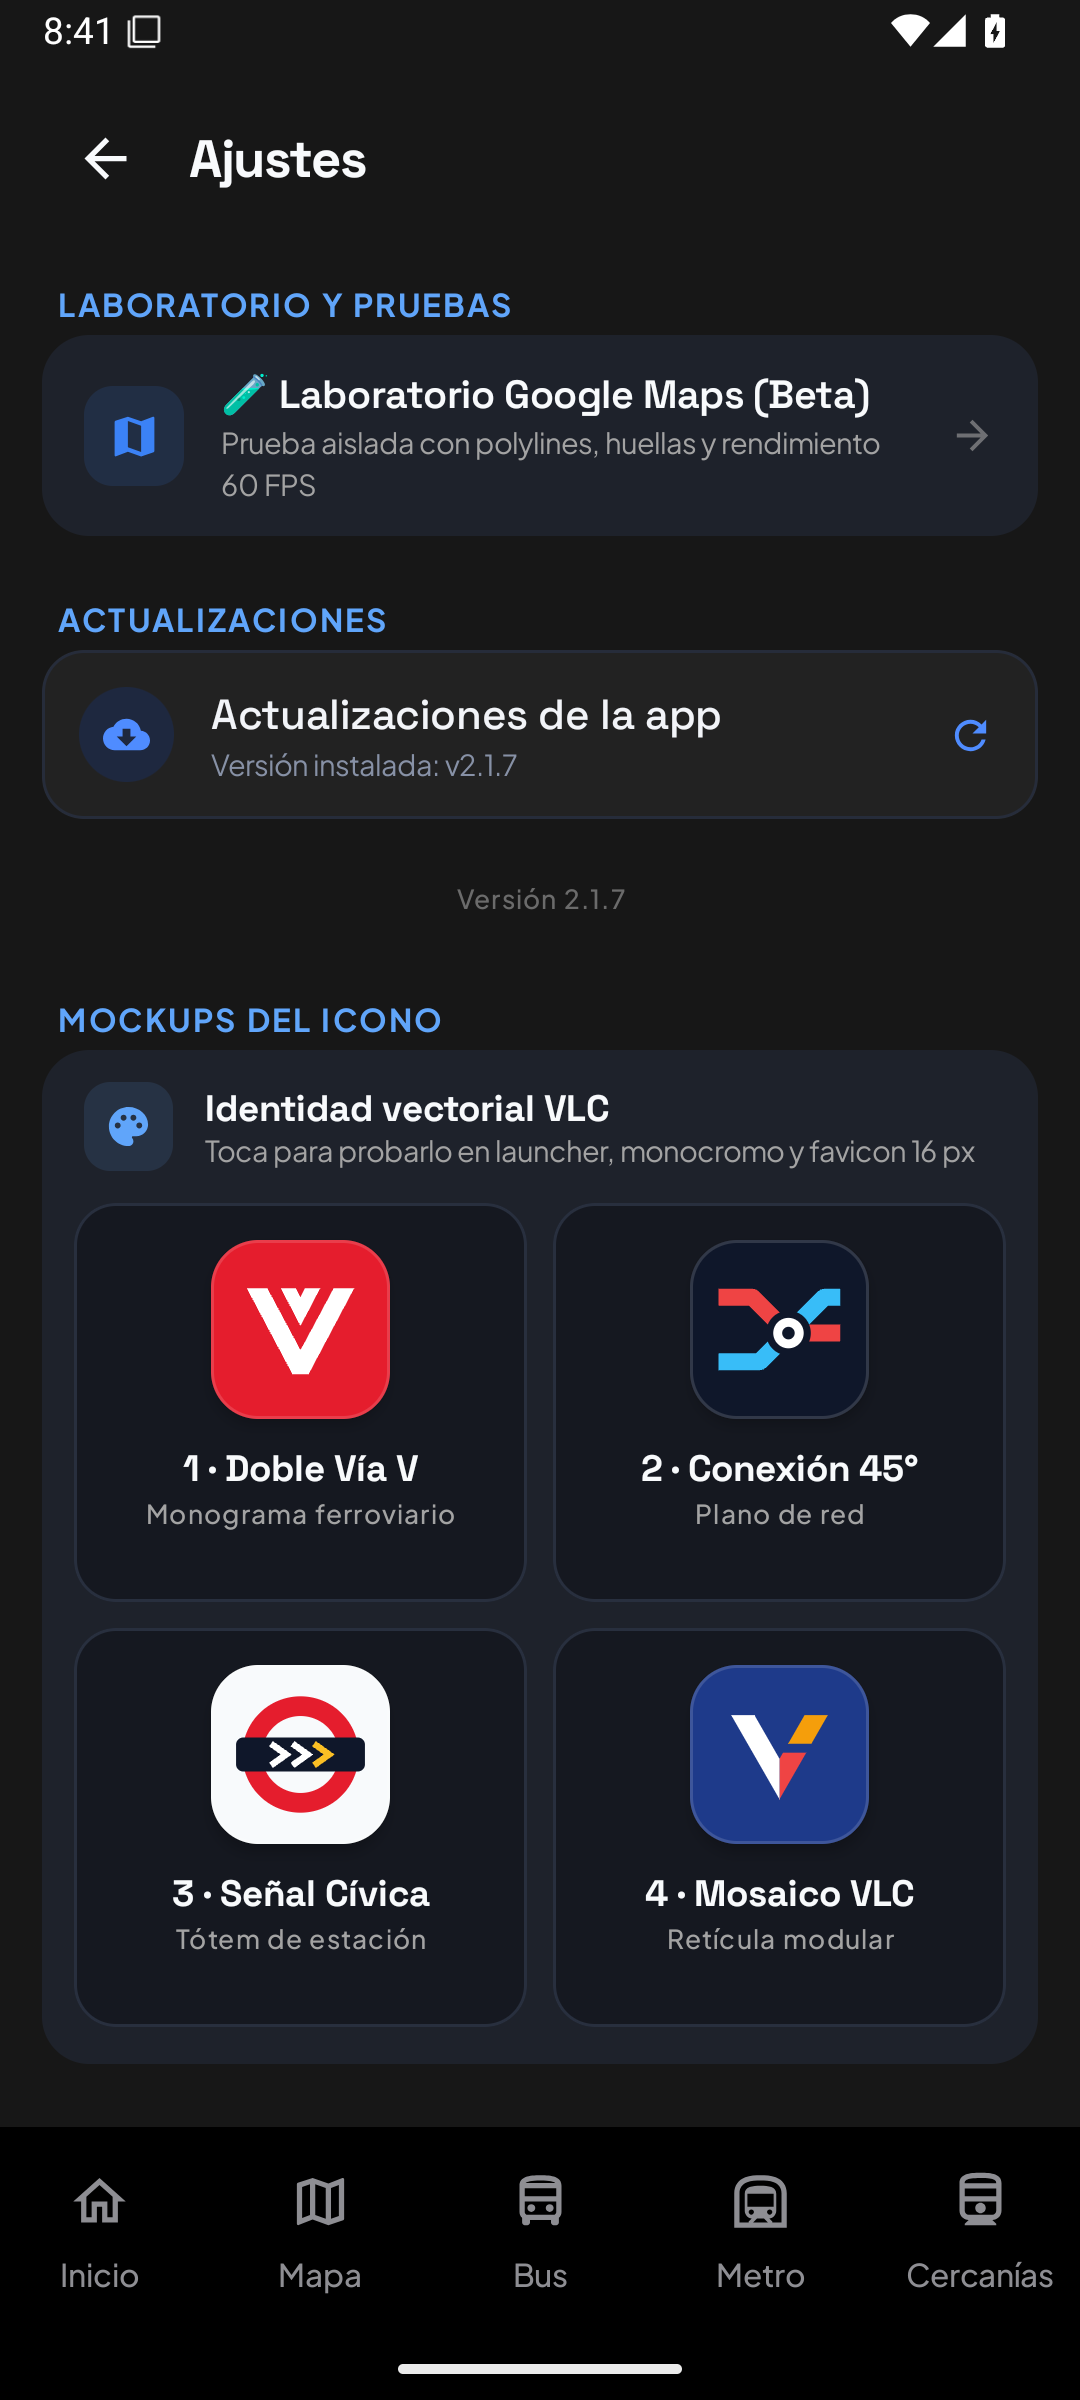 8:41
Ajustes
LABORATORIO Y PRUEBAS
🧪 Laboratorio Google Maps (Beta)
Prueba aislada con polylines, huellas y rendimiento
60 FPS
ACTUALIZACIONES
Actualizaciones de la app
Versión instalada: v2.1.7
Versión 2.1.7
MOCKUPS DEL ICONO
Identidad vectorial VLC
Toca para probarlo en launcher, monocromo y favicon 16 px
1 · Doble Vía V
Monograma ferroviario
2 · Conexión 45°
Plano de red
3 · Señal Cívica
Tótem de estación
4 · Mosaico VLC
Retícula modular
Inicio
Mapa
Bus
Metro
Cercanías